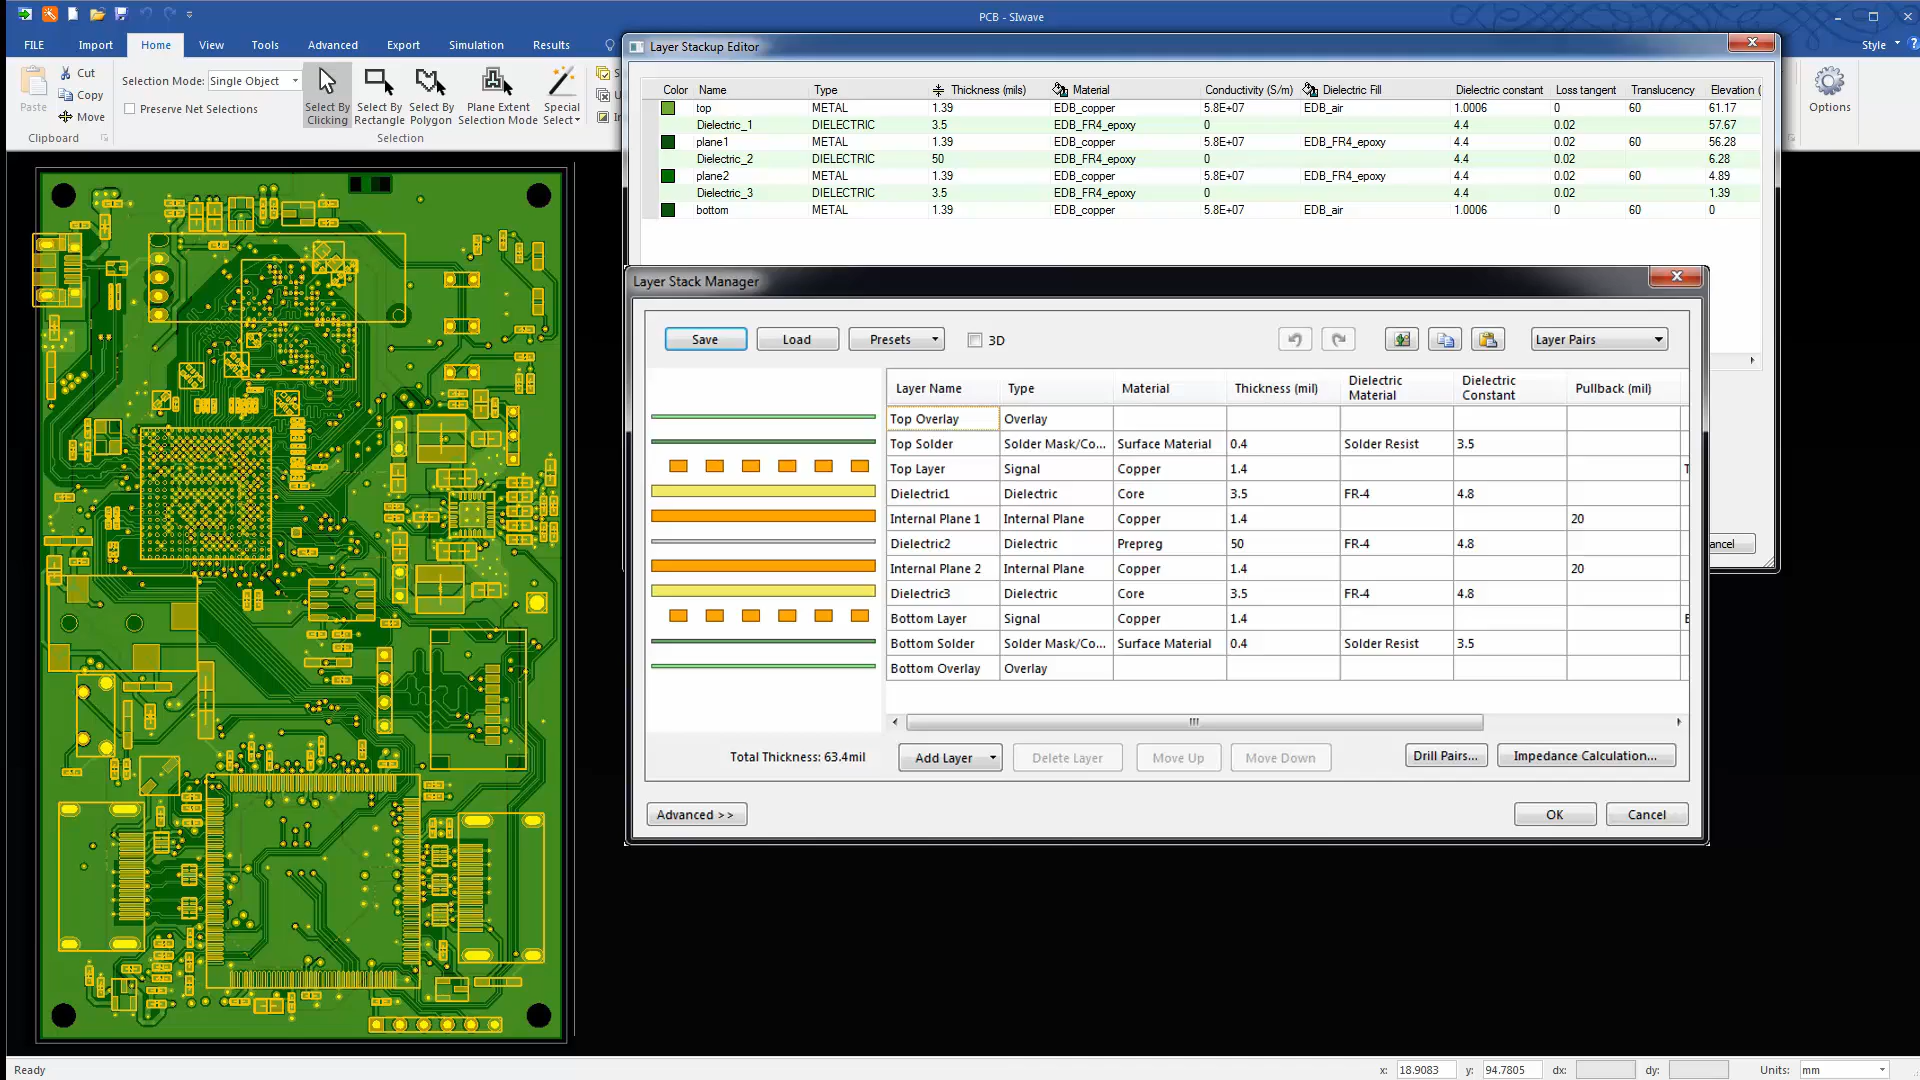 PCB - SIwave
FILE Import Home View Tools Advanced Export Simulation Results Style
Paste Cut Copy Move Clipboard
Selection Mode: Single Object
Preserve Net Selections
Select By Clicking
Select By Rectangle
Select By Polygon
Plane Extent Selection Mode
Special Select
Selection
Options
Layer Stackup Editor
Color Name Type Thickness (mils) Material Conductivity (S/m) Dielectric Fill Dielectric constant Loss tangent Translucency Elevation (
top METAL 1.39 EDB_copper 5.8E+07 EDB_air 1.0006 0 60 61.17
Dielectric_1 DIELECTRIC 3.5 EDB_FR4_epoxy 0 4.4 0.02 57.67
plane1 METAL 1.39 EDB_copper 5.8E+07 EDB_FR4_epoxy 4.4 0.02 60 56.28
Dielectric_2 DIELECTRIC 50 EDB_FR4_epoxy 0 4.4 0.02 6.28
plane2 METAL 1.39 EDB_copper 5.8E+07 EDB_FR4_epoxy 4.4 0.02 60 4.89
Dielectric_3 DIELECTRIC 3.5 EDB_FR4_epoxy 0 4.4 0.02 1.39
bottom METAL 1.39 EDB_copper 5.8E+07 EDB_air 1.0006 0 60 0
ancel
Layer Stack Manager
Save Load Presets 3D Layer Pairs
Layer Name Type Material Thickness (mil) Dielectric Material Dielectric Constant Pullback (mil)
Top Overlay Overlay
Top Solder Solder Mask/Co... Surface Material 0.4 Solder Resist 3.5
Top Layer Signal Copper 1.4
Dielectric1 Dielectric Core 3.5 FR-4 4.8
Internal Plane 1 Internal Plane Copper 1.4 20
Dielectric2 Dielectric Prepreg 50 FR-4 4.8
Internal Plane 2 Internal Plane Copper 1.4 20
Dielectric3 Dielectric Core 3.5 FR-4 4.8
Bottom Layer Signal Copper 1.4
Bottom Solder Solder Mask/Co... Surface Material 0.4 Solder Resist 3.5
Bottom Overlay Overlay
Total Thickness: 63.4mil Add Layer Delete Layer Move Up Move Down Drill Pairs... Impedance Calculation...
Advanced >> OK Cancel
Ready x: 18.9083 y: 94.7805 dx: dy: Units: mm